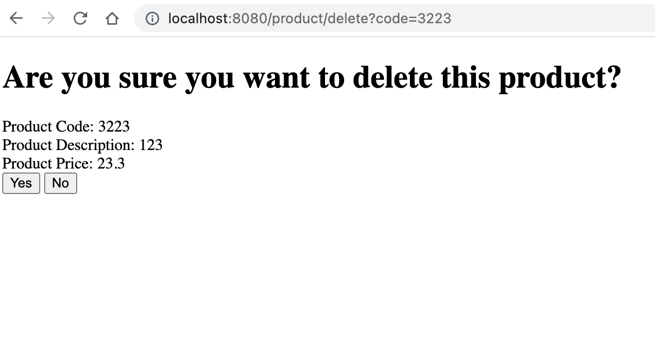 localhost:8080/product/delete?code=3223
Are you sure you want to delete this product?
Product Code: 3223
Product Description: 123
Product Price: 23.3
Yes No